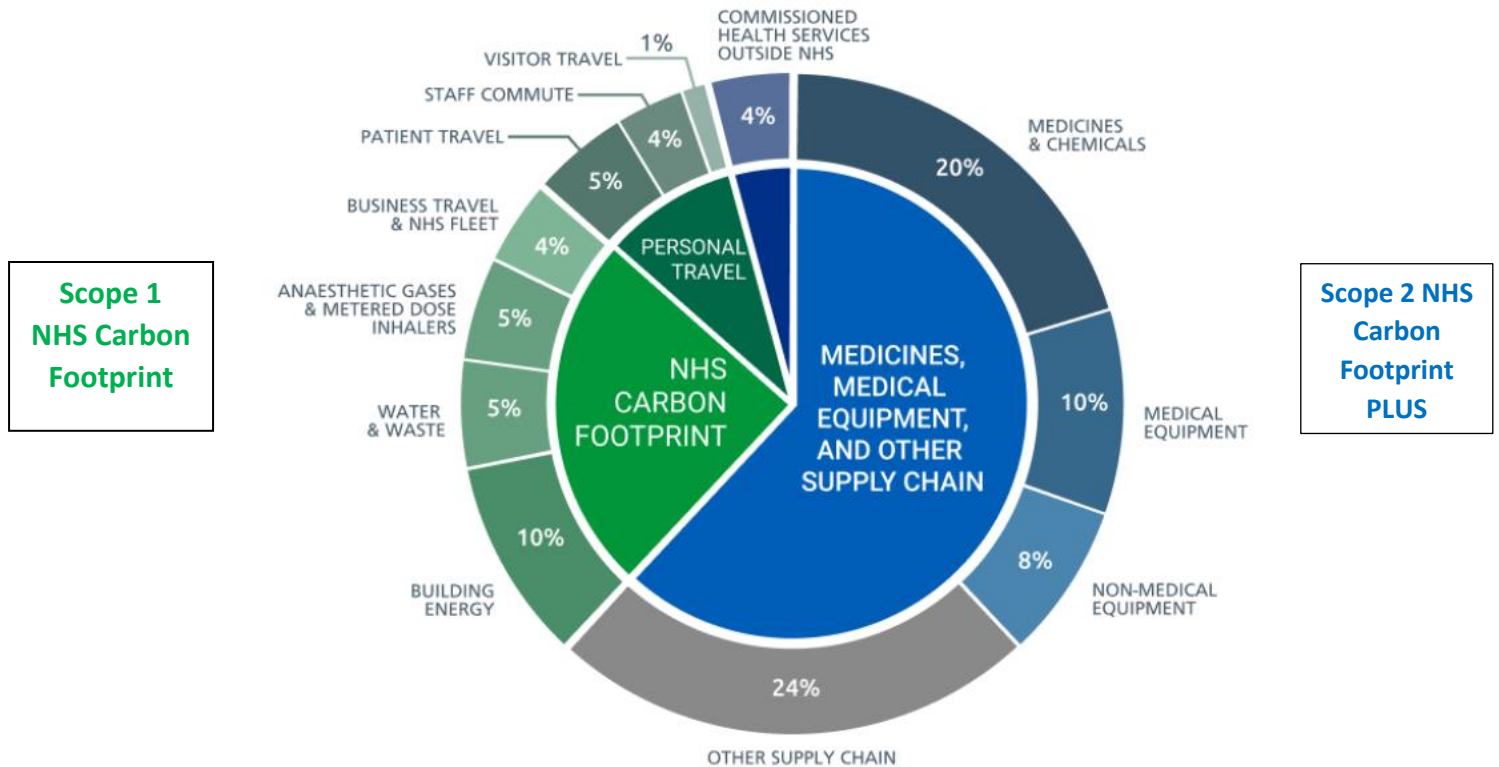 COMMISSIONED
HEALTH SERVICES
OUTSIDE NHS
4%
1%
VISITOR TRAVEL
STAFF COMMUTE
4%
PATIENT TRAVEL
5%
BUSINESS TRAVEL
& NHS FLEET
4%
ANAESTHETIC GASES
& METERED DOSE
INHALERS
5%
WATER
& WASTE
5%
BUILDING
ENERGY
10%
MEDICINES
& CHEMICALS
20%
MEDICAL
EQUIPMENT
10%
NON-MEDICAL
EQUIPMENT
8%
OTHER SUPPLY CHAIN
24%
PERSONAL
TRAVEL
NHS
CARBON
FOOTPRINT
MEDICINES,
MEDICAL
EQUIPMENT,
AND OTHER
SUPPLY CHAIN
Scope 1
NHS Carbon
Footprint
Scope 2 NHS
Carbon
Footprint
PLUS